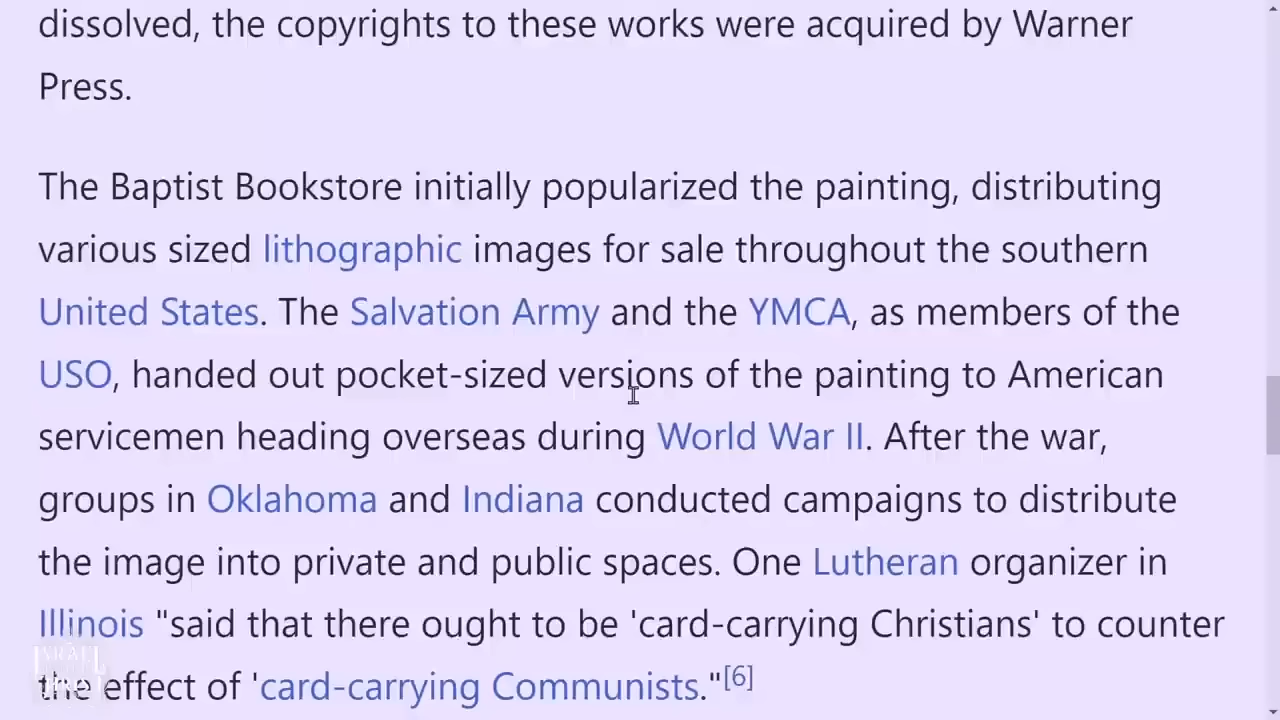 dissolved, the copyrights to these works were acquired by Warner
Press.
The Baptist Bookstore initially popularized the painting, distributing
various sized lithographic images for sale throughout the southern
United States. The Salvation Army and the YMCA, as members of the
USO, handed out pocket-sized versions of the painting to American
servicemen heading overseas during World War II. After the war,
groups in Oklahoma and Indiana conducted campaigns to distribute
the image into private and public spaces. One Lutheran organizer in
Illinois "said that there ought to be 'card-carrying Christians' to counter
the effect of 'card-carrying Communists."[6]